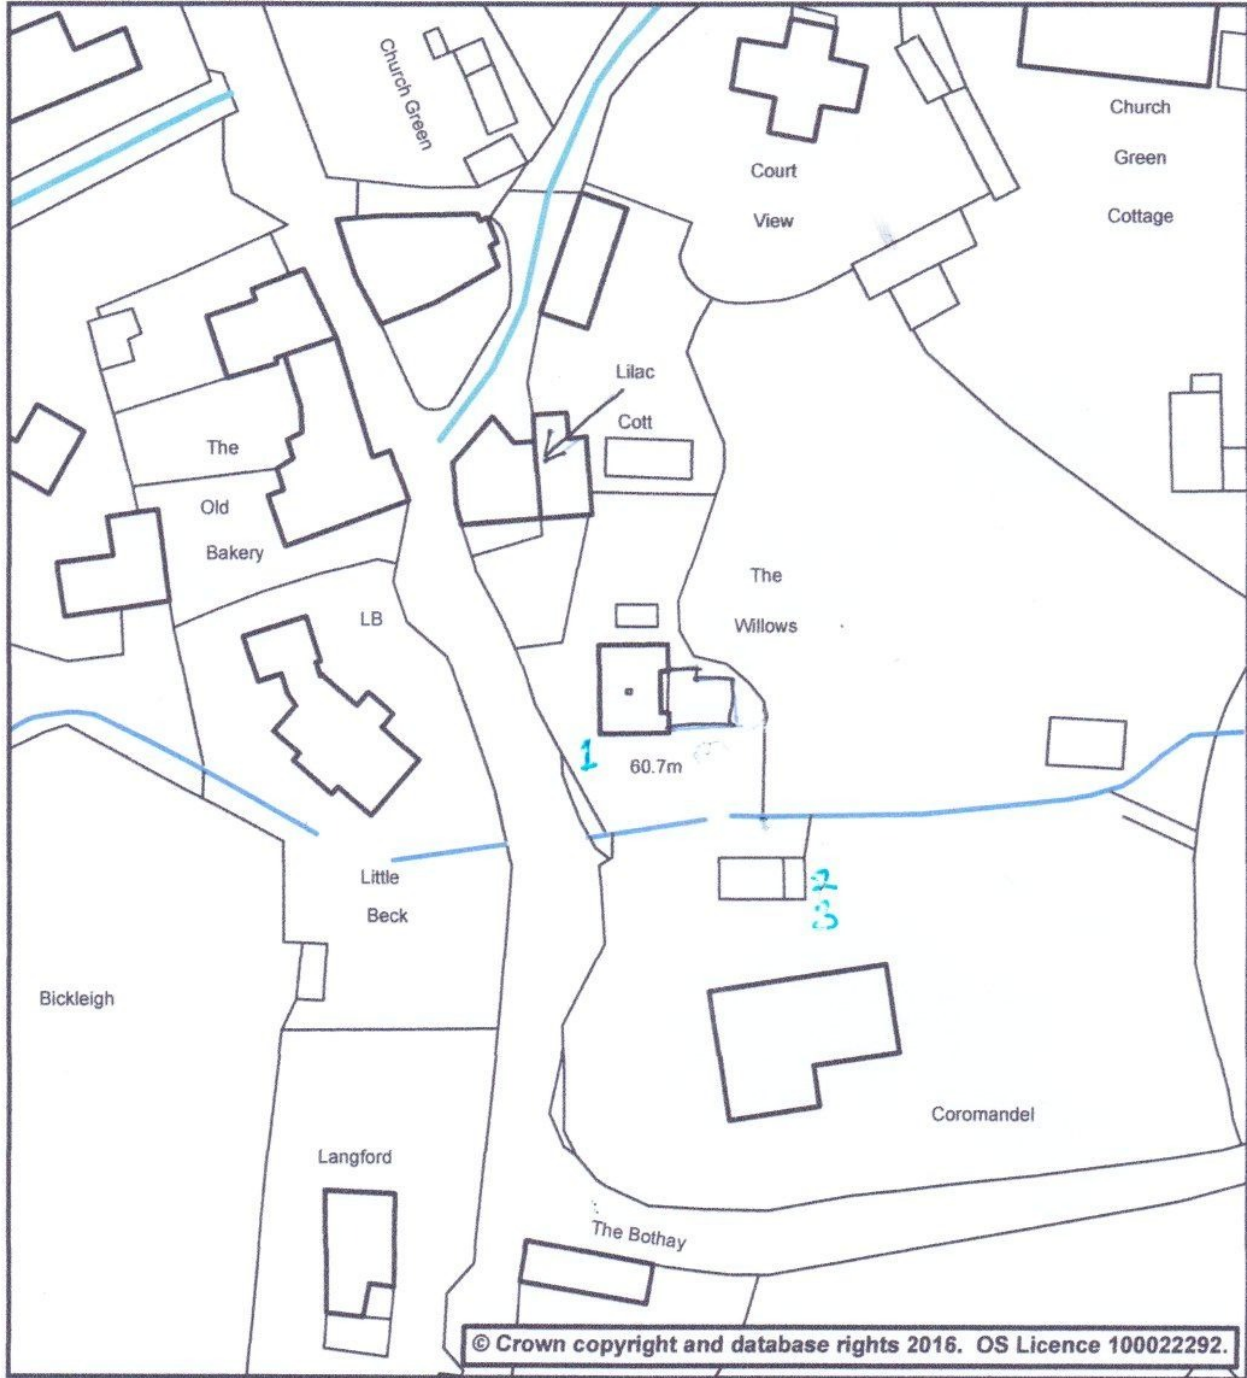 Church Green
Church
Green
Cottage
Court
View
Lilac
Cott
The
Old
Bakery
LB
The
Willows
1
60.7m
Little
Beck
2
3
Bickleigh
Coromandel
Langford
The Bothay
© Crown copyright and database rights 2016. OS Licence 100022292.